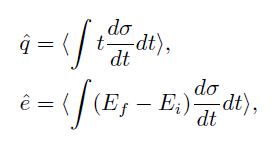 q̂ = ⟨∫ t dσ/dt dt⟩,
ê = ⟨∫ (E_f − E_i) dσ/dt dt⟩,